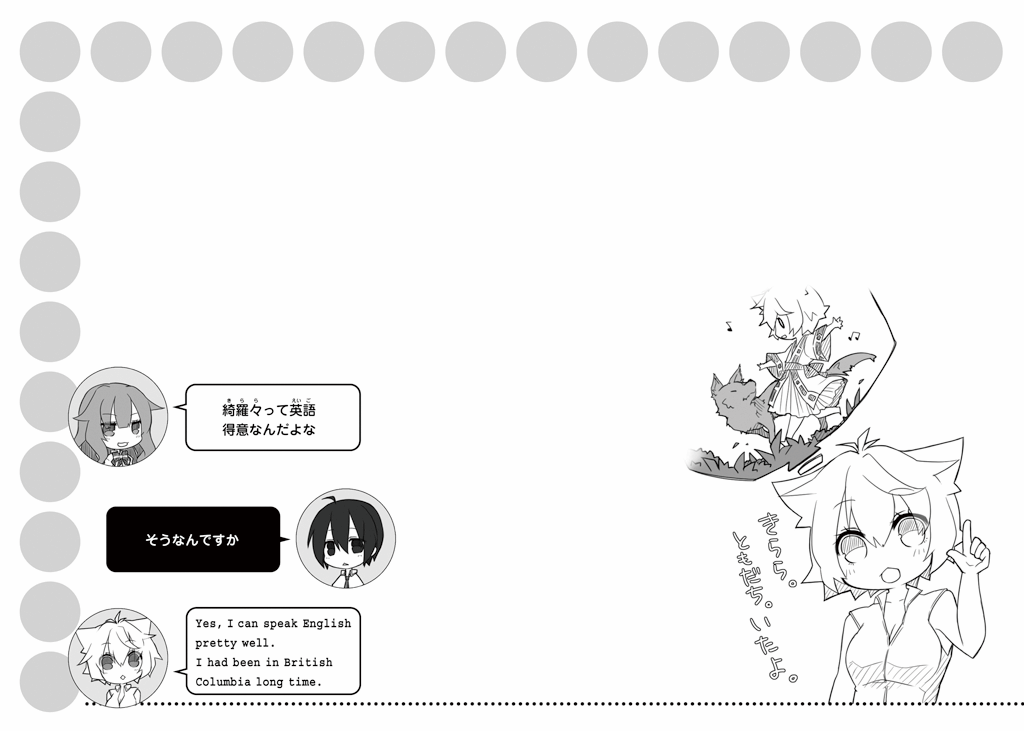 綺羅々って英語
得意なんだよな
そうなんですか
Yes, I can speak English
pretty well.
I had been in British
Columbia long time.
きらら。
ともだち。いたよ。